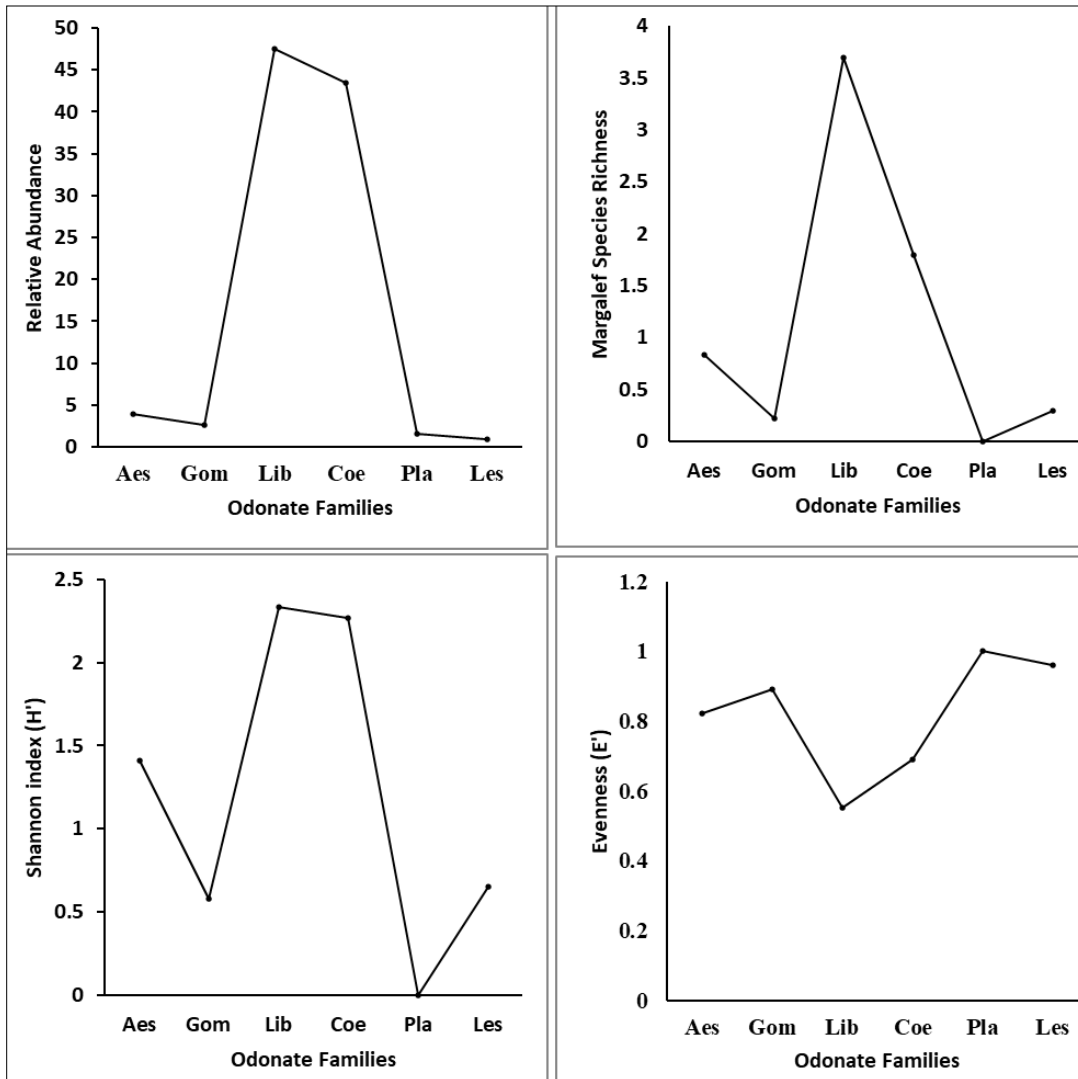 Relative Abundance
50
45
40
35
30
25
20
15
10
5
0
Aes Gom Lib Coe Pla Les
Odonate Families
Margalef Species Richness
4
3.5
3
2.5
2
1.5
1
0.5
0
Aes Gom Lib Coe Pla Les
Odonate Families
Shannon index (H')
2.5
2
1.5
1
0.5
0
Aes Gom Lib Coe Pla Les
Odonate Families
Evenness (E')
1.2
1
0.8
0.6
0.4
0.2
0
Aes Gom Lib Coe Pla Les
Odonate Families